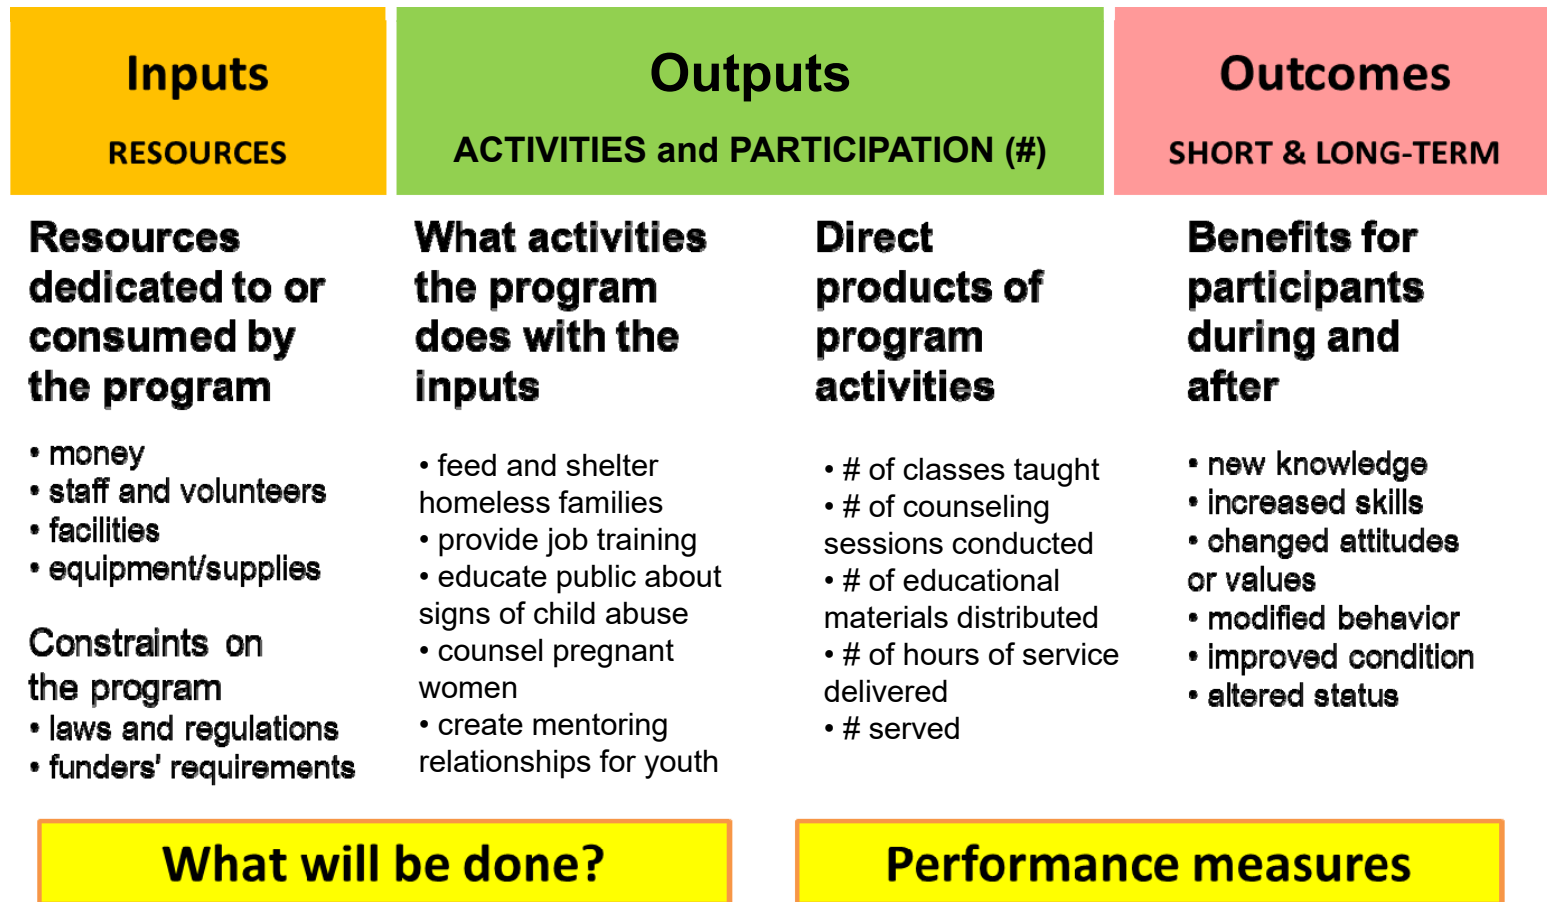 Inputs
RESOURCES
Outputs
ACTIVITIES and PARTICIPATION (#)
Outcomes
SHORT & LONG-TERM
Resources
dedicated to or
consumed by
the program
• money
• staff and volunteers
• facilities
• equipment/supplies
Constraints on
the program
• laws and regulations
• funders' requirements
What activities
the program
does with the
inputs
• feed and shelter
homeless families
• provide job training
• educate public about
signs of child abuse
• counsel pregnant
women
• create mentoring
relationships for youth
Direct
products of
program
activities
• # of classes taught
• # of counseling
sessions conducted
• # of educational
materials distributed
• # of hours of service
delivered
• # served
Benefits for
participants
during and
after
• new knowledge
• increased skills
• changed attitudes
or values
• modified behavior
• improved condition
• altered status
What will be done?
Performance measures